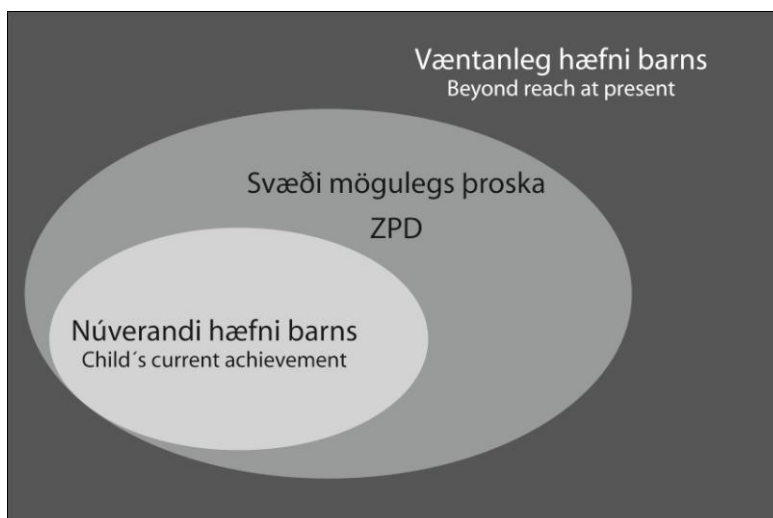 Væntanleg hæfni barns
Beyond reach at present
Svæði mögulegs þroska
ZPD
Núverandi hæfni barns
Child´s current achievement